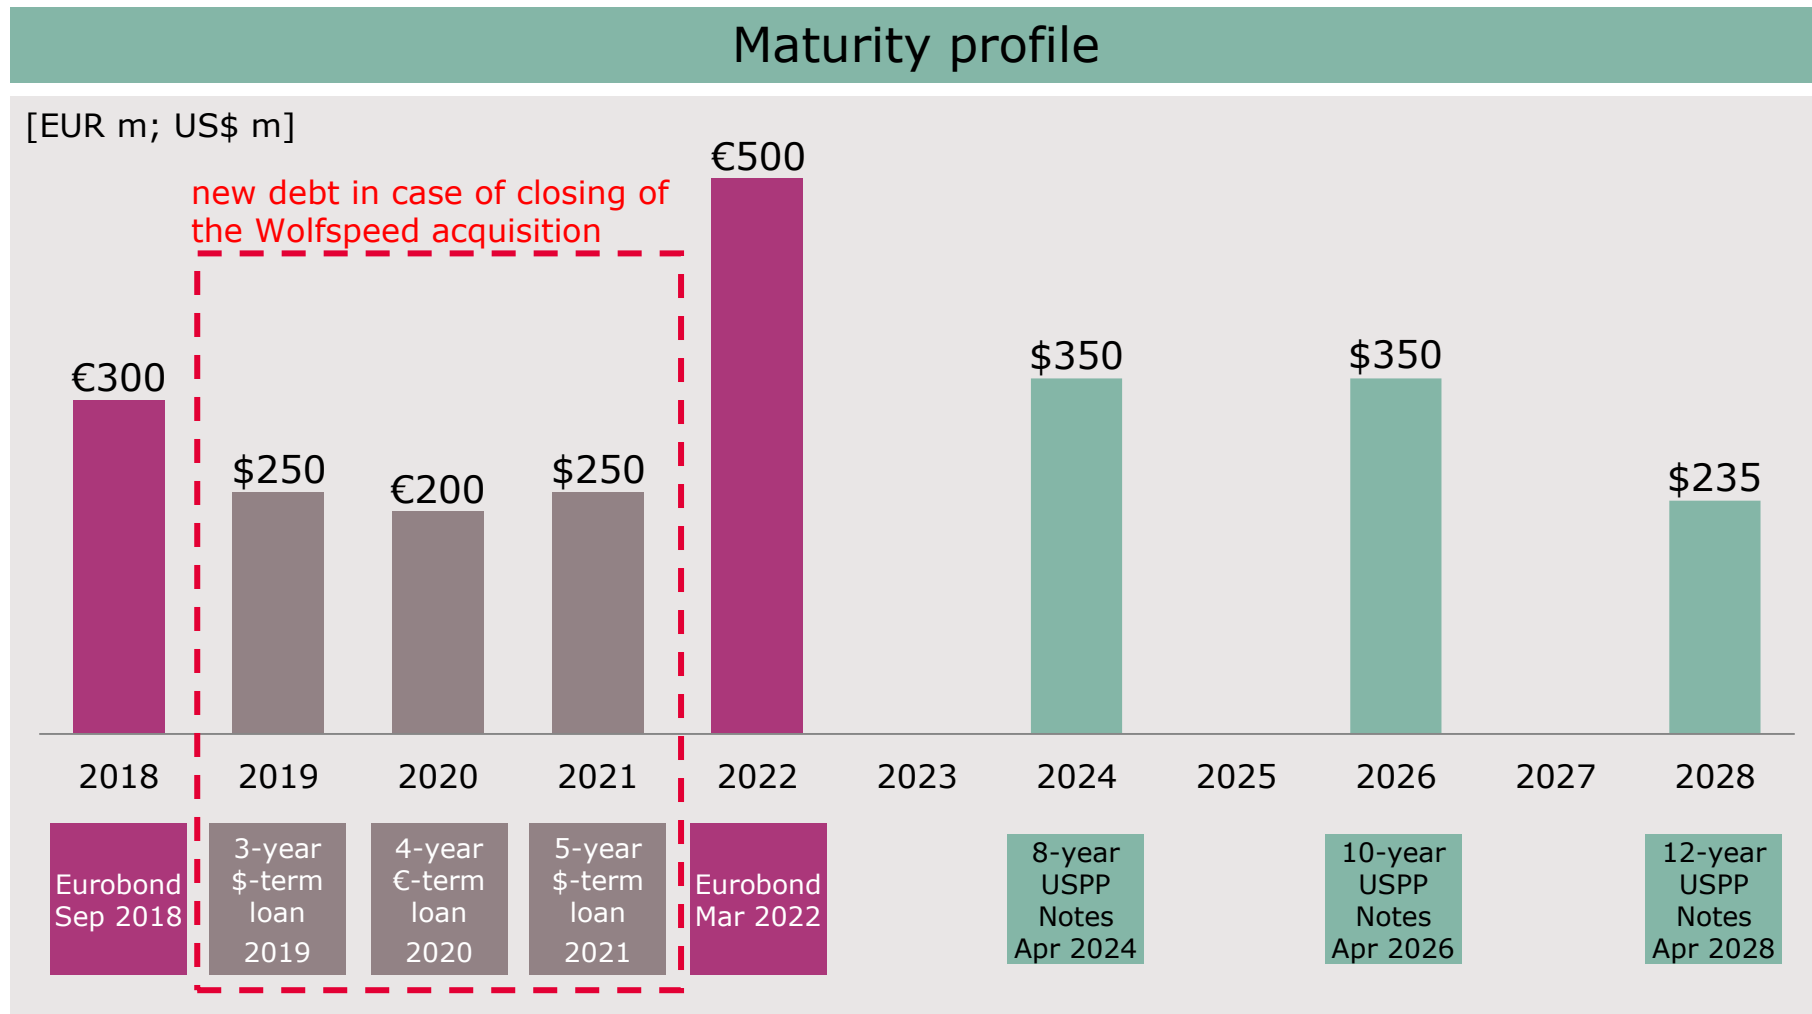 Maturity profile
[EUR m; US$ m]
new debt in case of closing of
the Wolfspeed acquisition
€300
$250
€200
$250
€500
$350
$350
$235
2018
2019
2020
2021
2022
2023
2024
2025
2026
2027
2028
Eurobond
Sep 2018
3-year
$-term
loan
2019
4-year
€-term
loan
2020
5-year
$-term
loan
2021
Eurobond
Mar 2022
8-year
USPP
Notes
Apr 2024
10-year
USPP
Notes
Apr 2026
12-year
USPP
Notes
Apr 2028